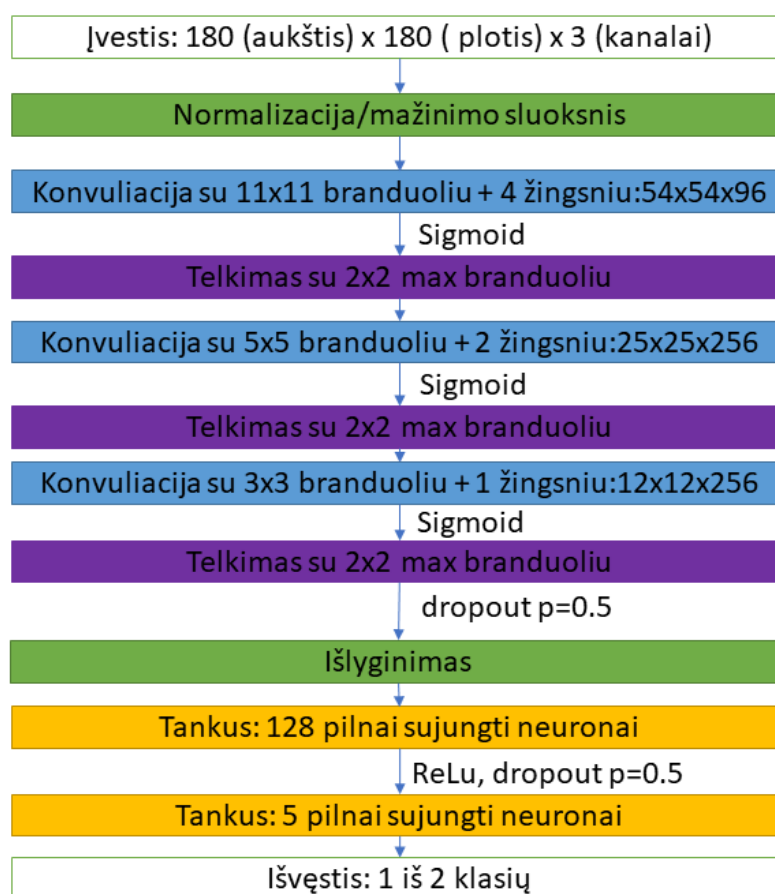 Įvestis: 180 (aukštis) x 180 ( plotis) x 3 (kanalai)
Normalizacija/mažinimo sluoksnis
Konvuliacija su 11x11 branduoliu + 4 žingsniu:54x54x96
Sigmoid
Telkimas su 2x2 max branduoliu
Konvuliacija su 5x5 branduoliu + 2 žingsniu:25x25x256
Sigmoid
Telkimas su 2x2 max branduoliu
Konvuliacija su 3x3 branduoliu + 1 žingsniu:12x12x256
Sigmoid
Telkimas su 2x2 max branduoliu
dropout p=0.5
Išlyginimas
Tankus: 128 pilnai sujungti neuronai
ReLu, dropout p=0.5
Tankus: 5 pilnai sujungti neuronai
Išvęstis: 1 iš 2 klasių